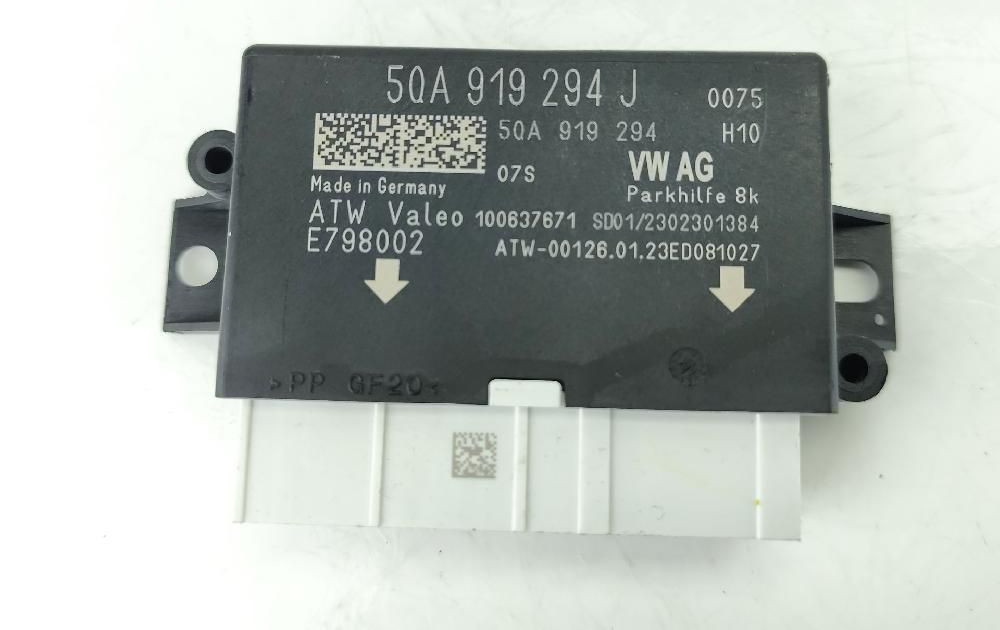 5QA 919 294 J 0075
5QA 919 294 H10
07S VW AG
Made in Germany Parkhilfe 8k
ATW Valeo 100637671 SD01/2302301384
E798002 ATW-00126.01.23ED081027
>PP GF20<